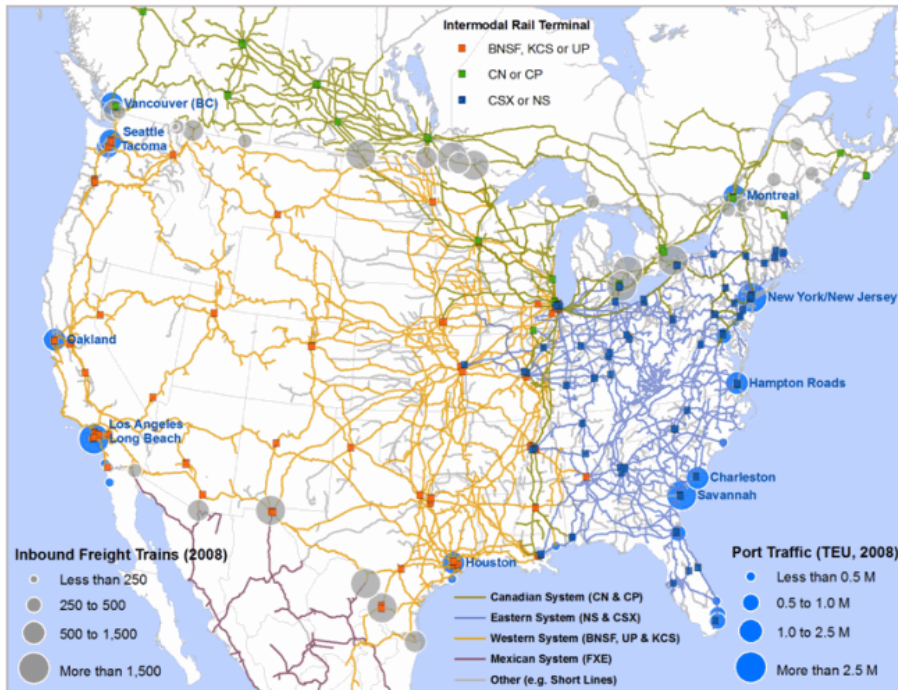 Intermodal Rail Terminal
BNSF, KCS or UP
CN or CP
CSX or NS
Vancouver (BC)
Seattle
Tacoma
Montreal
New York/New Jersey
Oakland
Hampton Roads
Los Angeles
Long Beach
Charleston
Savannah
Houston
Inbound Freight Trains (2008)
Less than 250
250 to 500
500 to 1,500
More than 1,500
Canadian System (CN & CP)
Eastern System (NS & CSX)
Western System (BNSF, UP & KCS)
Mexican System (FXE)
Other (e.g. Short Lines)
Port Traffic (TEU, 2008)
Less than 0.5 M
0.5 to 1.0 M
1.0 to 2.5 M
More than 2.5 M